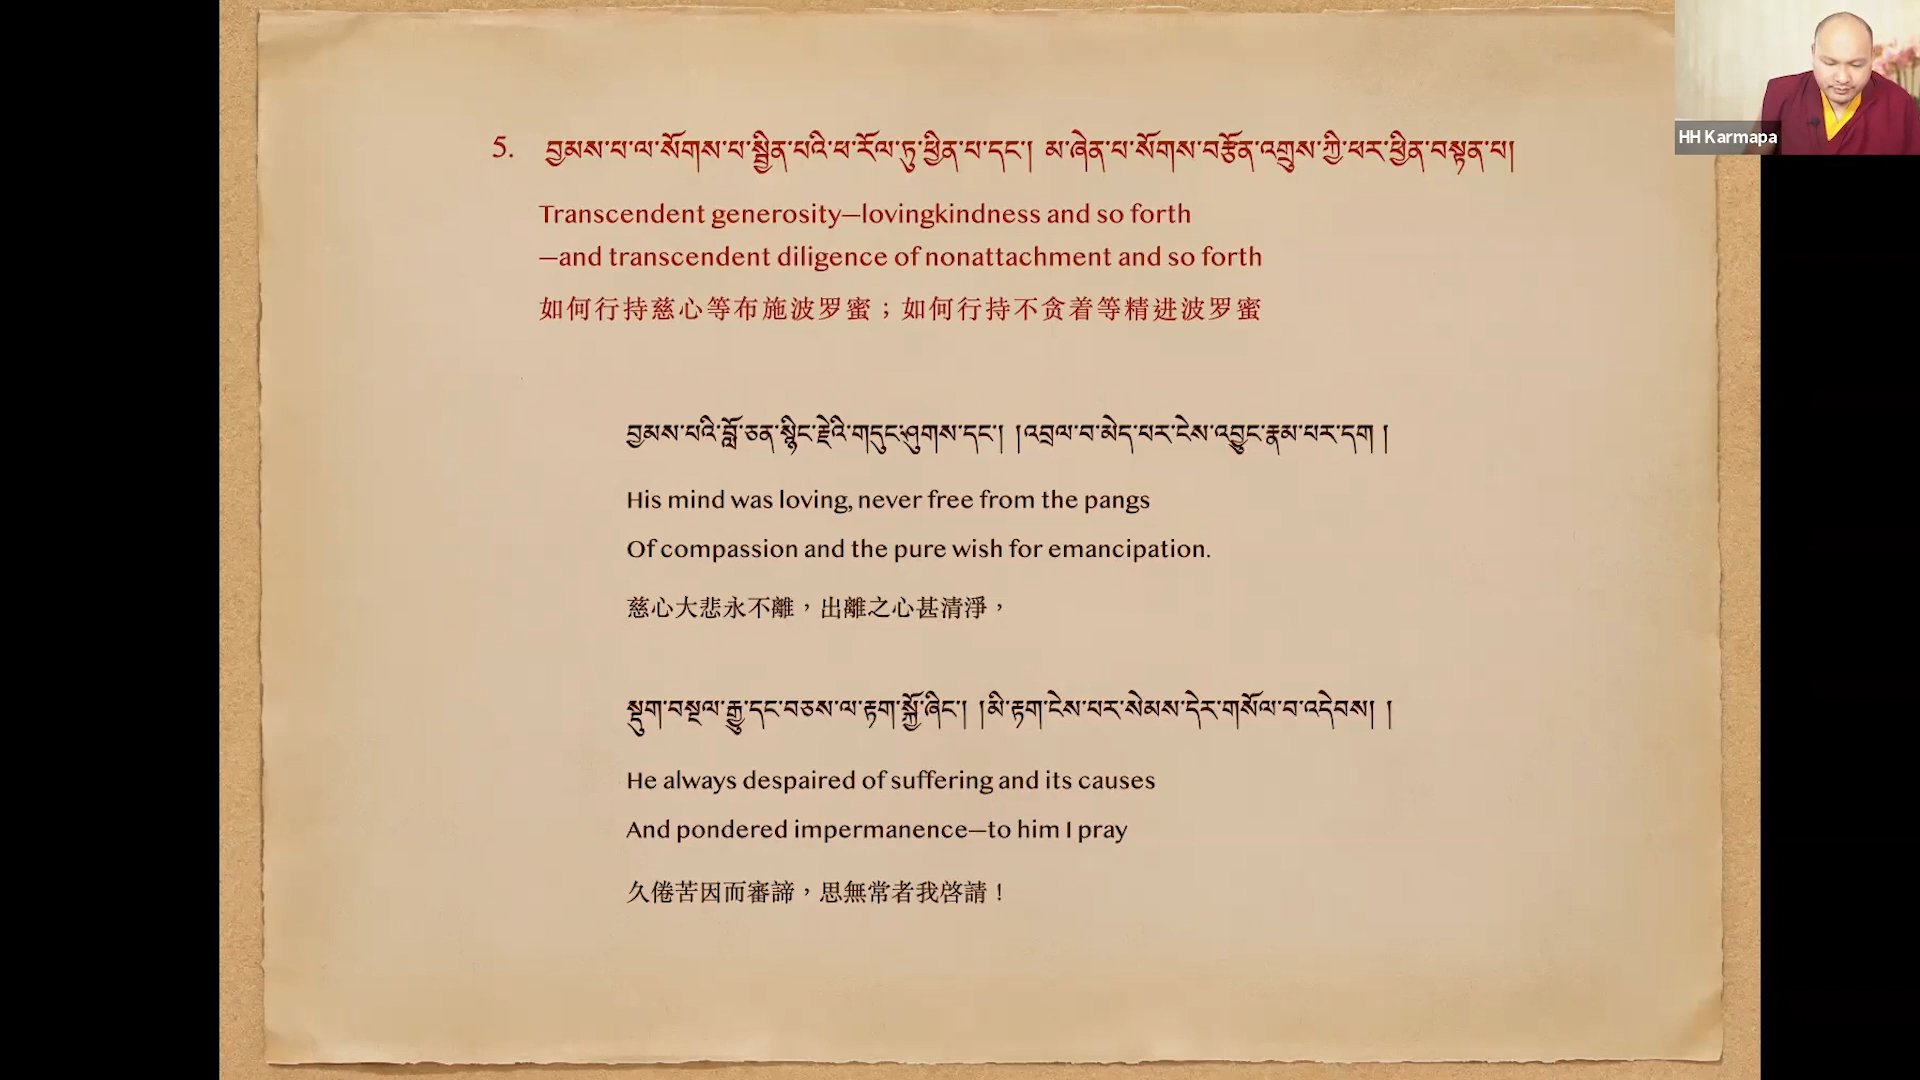 HH Karmapa
5. བྱམས་པ་ལ་སོགས་པ་སྦྱིན་པའི་ཕ་རོལ་ཏུ་ཕྱིན་པ་དང་། མ་ཞེན་པ་སོགས་བརྩོན་འགྲུས་ཀྱི་ཕར་ཕྱིན་བསྟན་པ།
Transcendent generosity—lovingkindness and so forth
—and transcendent diligence of nonattachment and so forth
如何行持慈心等布施波罗蜜；如何行持不贪着等精进波罗蜜
བྱམས་པའི་བློ་ཅན་སྙིང་རྗེའི་གདུང་ཤུགས་དང་། །འབྲལ་བ་མེད་པར་ངེས་འབྱུང་རྣམ་པར་དག །
His mind was loving, never free from the pangs
Of compassion and the pure wish for emancipation.
慈心大悲永不離，出離之心甚清淨，
སྡུག་བསྔལ་རྒྱུ་དང་བཅས་ལ་རྟག་སྐྱོ་ཞིང་། །མི་རྟག་ངེས་པར་སེམས་དེར་གསོལ་བ་འདེབས། །
He always despaired of suffering and its causes
And pondered impermanence—to him I pray
久倦苦因而審諦，思無常者我啓請！